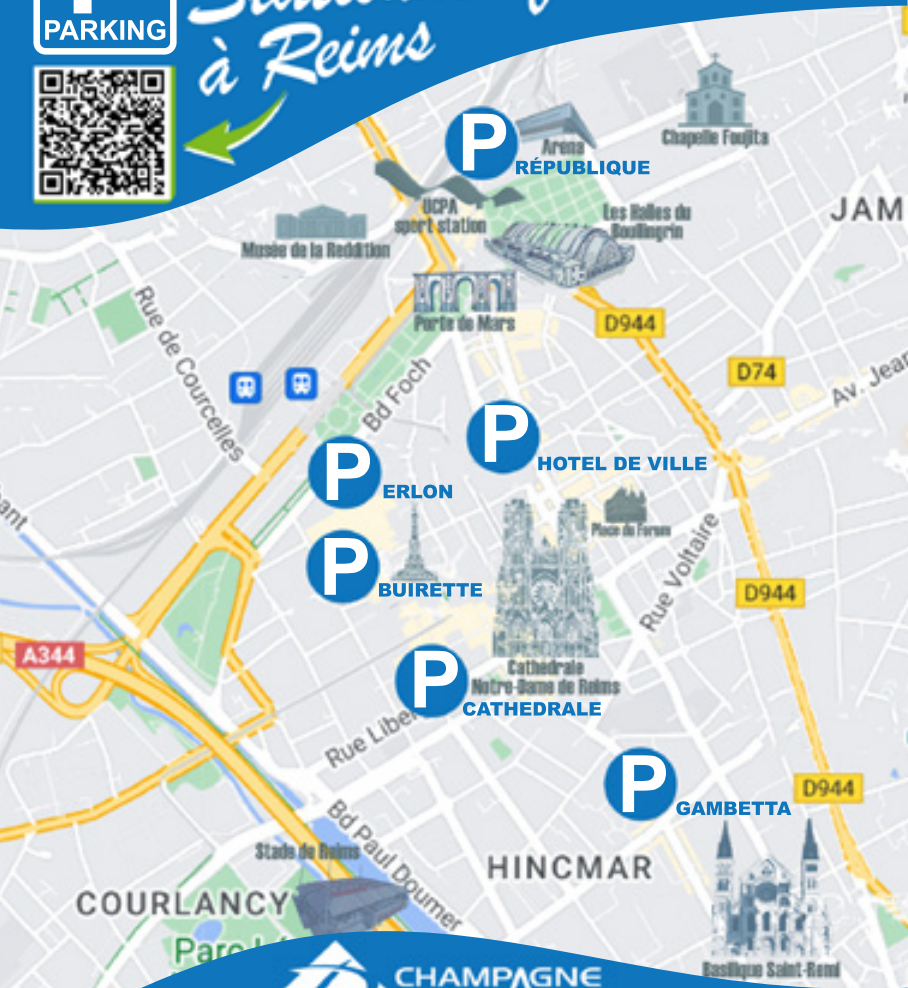 PARKING
à Reims
Chapelle Foujita
P
Arena
RÉPUBLIQUE
UCPA
sport station
Les Halles du
Boulingrin
JAM
Musée de la Reddition
Porte de Mars
D944
Rue de Courcelles
D74
Av. Jean
Bd Foch
P
HOTEL DE VILLE
P
ERLON
Place du Forum
ant
P
BUIRETTE
Rue Voltaire
D944
A344
Cathédrale
Notre-Dame de Reims
P
CATHEDRALE
Rue Liber
P
GAMBETTA
D944
Bd Paul Doumer
Stade de Reims
HINCMAR
COURLANCY
Parc
Basilique Saint-Remi
CHAMPAGNE